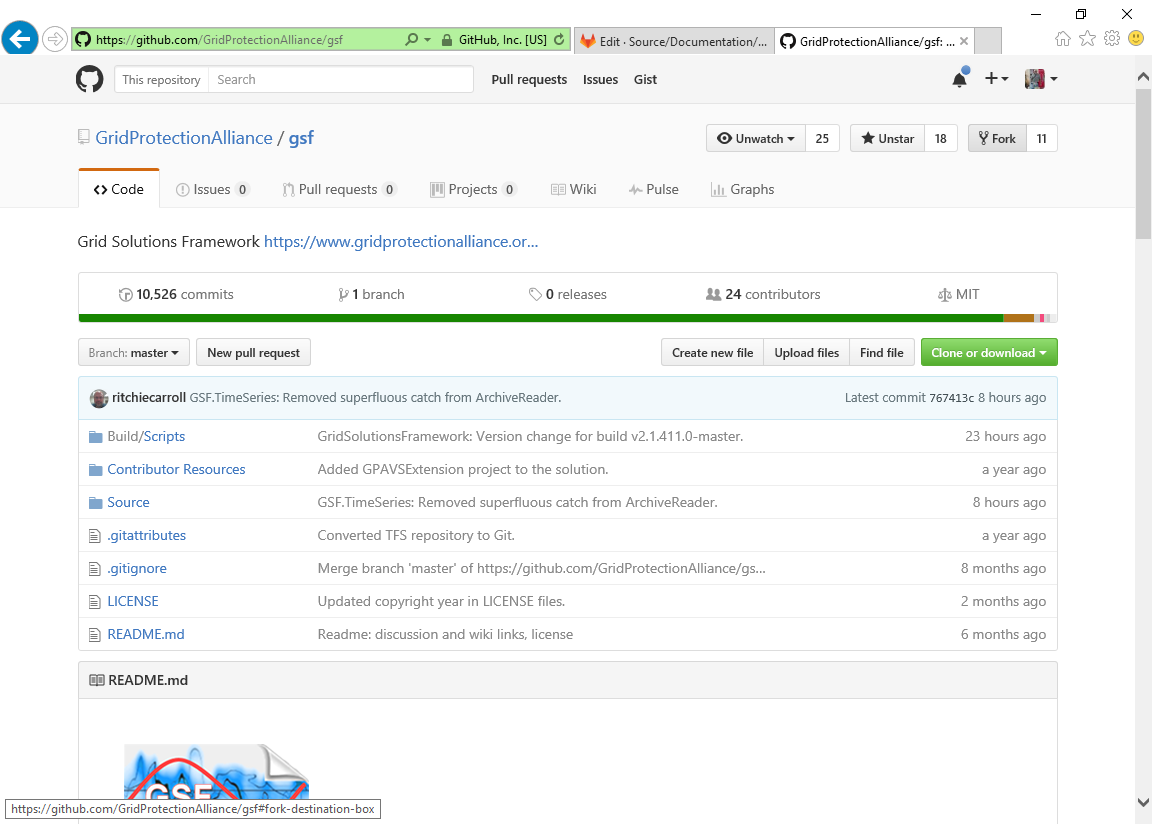 https://github.com/GridProtectionAlliance/gsf GitHub, Inc. [US] Edit · Source/Documentation/... GridProtectionAlliance/gsf: ...
This repository Search Pull requests Issues Gist
GridProtectionAlliance / gsf Unwatch 25 Unstar 18 Fork 11
Code Issues 0 Pull requests 0 Projects 0 Wiki Pulse Graphs
Grid Solutions Framework https://www.gridprotectionalliance.or...
10,526 commits 1 branch 0 releases 24 contributors MIT
Branch: master New pull request Create new file Upload files Find file Clone or download
ritchiecarroll GSF.TimeSeries: Removed superfluous catch from ArchiveReader. Latest commit 767413c 8 hours ago
Build/Scripts GridSolutionsFramework: Version change for build v2.1.411.0-master. 23 hours ago
Contributor Resources Added GPAVSExtension project to the solution. a year ago
Source GSF.TimeSeries: Removed superfluous catch from ArchiveReader. 8 hours ago
.gitattributes Converted TFS repository to Git. a year ago
.gitignore Merge branch 'master' of https://github.com/GridProtectionAlliance/gs... 8 months ago
LICENSE Updated copyright year in LICENSE files. 2 months ago
README.md Readme: discussion and wiki links, license 6 months ago
README.md
GSF
https://github.com/GridProtectionAlliance/gsf#fork-destination-box